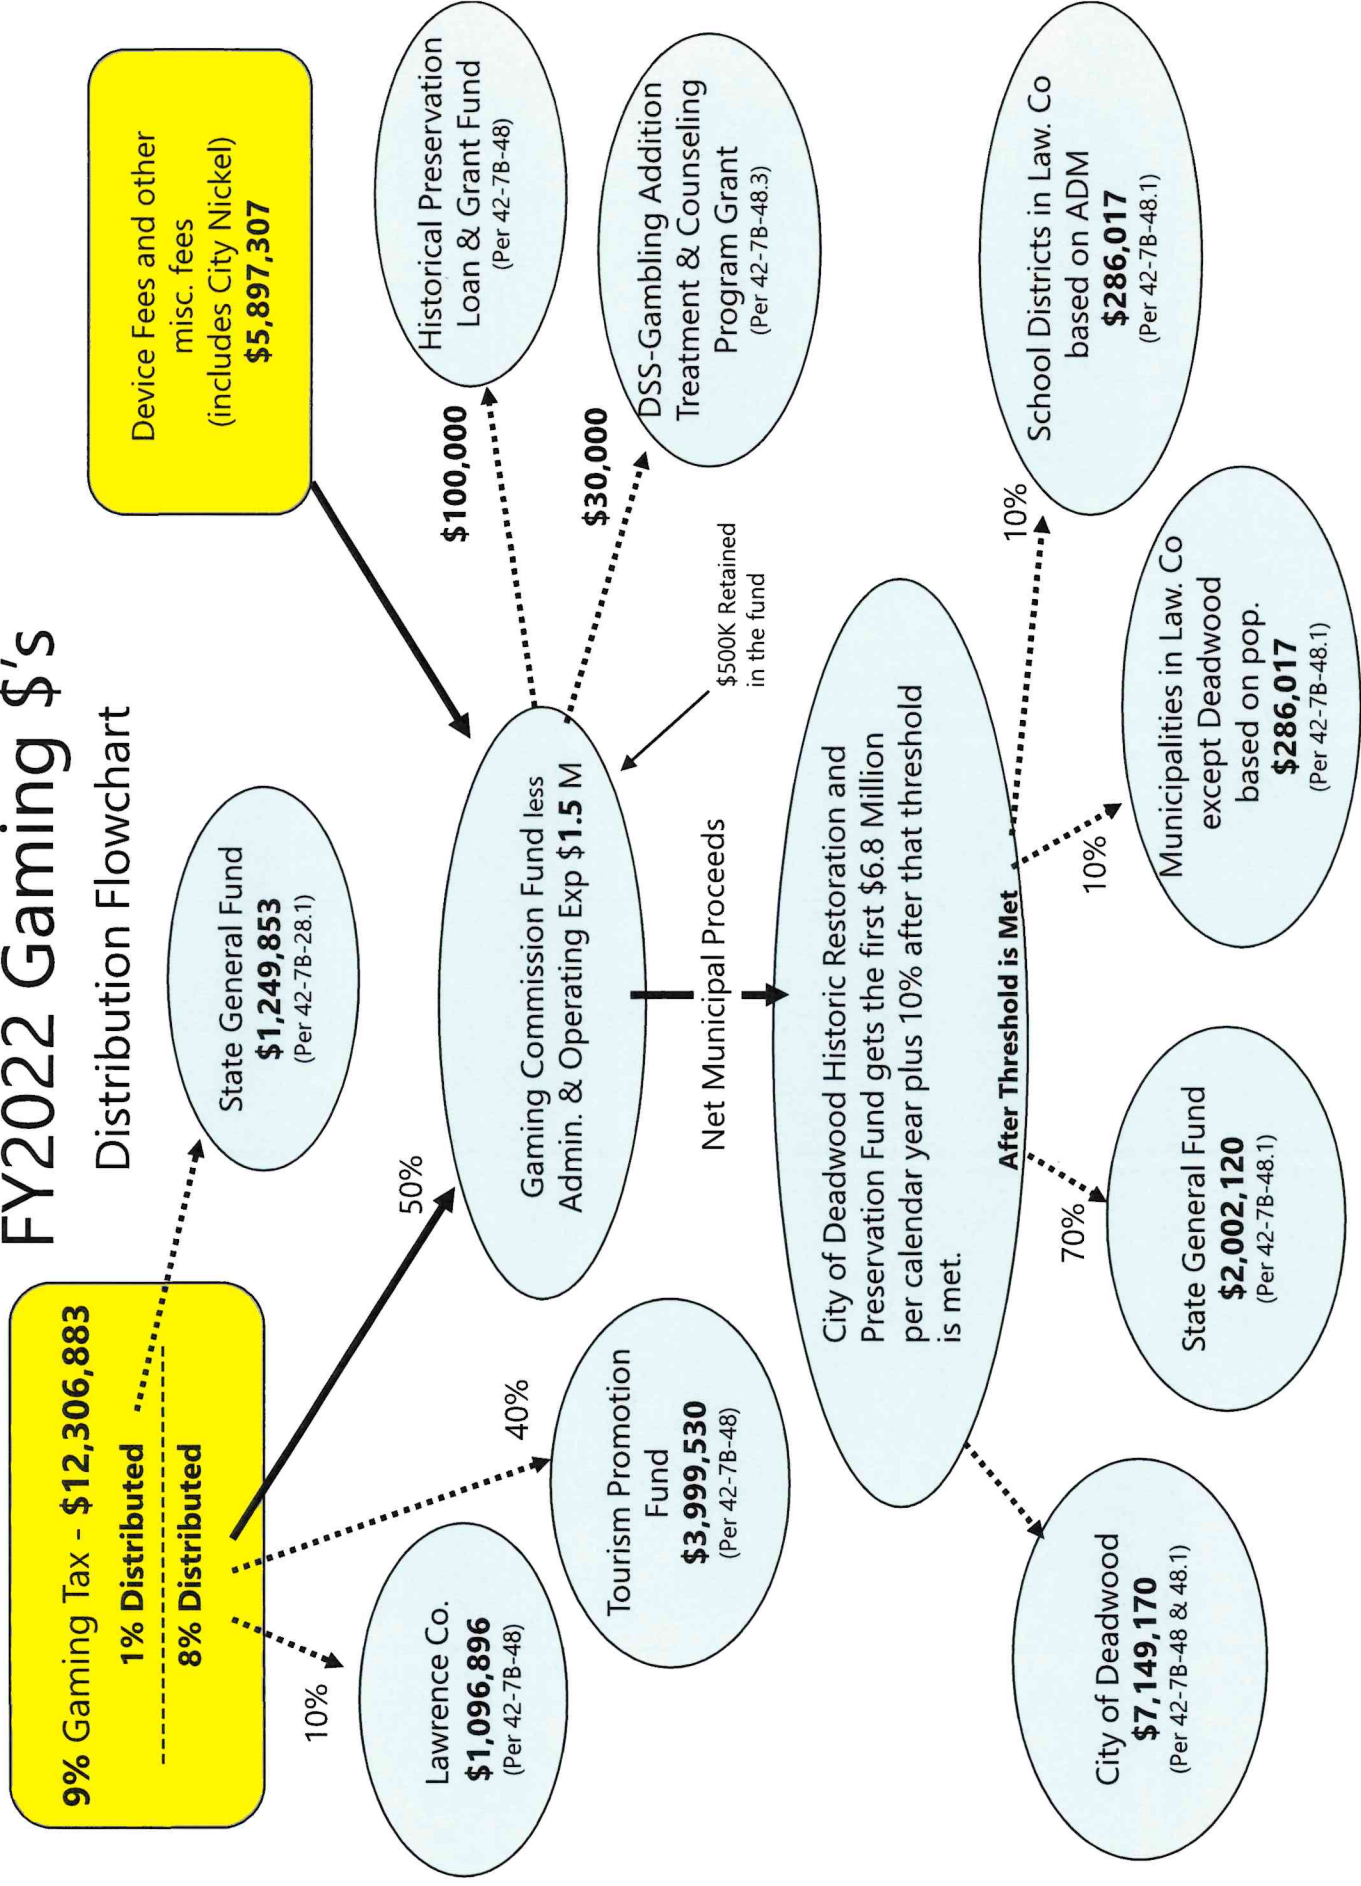 FY2022 Gaming $'s
Distribution Flowchart
9% Gaming Tax - $12,306,883
1% Distributed
8% Distributed
State General Fund
$1,249,853
(Per 42-7B-28.1)
Device Fees and other
misc. fees
(includes City Nickel)
$5,897,307
10%
Lawrence Co.
$1,096,896
(Per 42-7B-48)
40%
Tourism Promotion
Fund
$3,999,530
(Per 42-7B-48)
50%
Gaming Commission Fund less
Admin. & Operating Exp $1.5 M
$100,000
Historical Preservation
Loan & Grant Fund
(Per 42-7B-48)
$30,000
DSS-Gambling Addition
Treatment & Counseling
Program Grant
(Per 42-7B-48.3)
$500K Retained
in the fund
Net Municipal Proceeds
City of Deadwood Historic Restoration and
Preservation Fund gets the first $6.8 Million
per calendar year plus 10% after that threshold
is met.
After Threshold is Met
City of Deadwood
$7,149,170
(Per 42-7B-48 & 48.1)
70%
State General Fund
$2,002,120
(Per 42-7B-48.1)
10%
Municipalities in Law. Co
except Deadwood
based on pop.
$286,017
(Per 42-7B-48.1)
10%
School Districts in Law. Co
based on ADM
$286,017
(Per 42-7B-48.1)